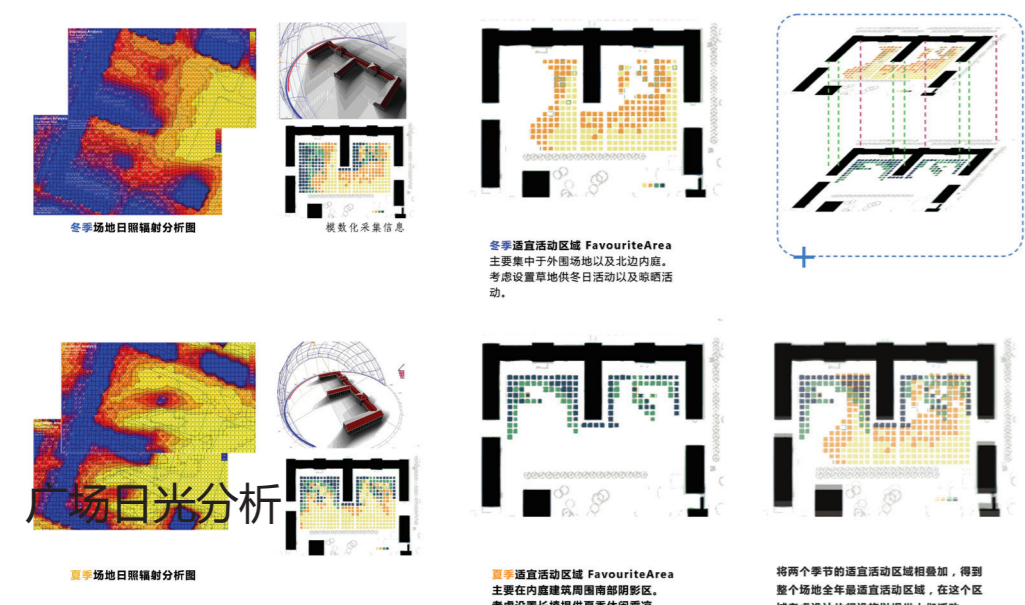 冬季场地日照辐射分析图
模数化采集信息
冬季适宜活动区域 FavouriteArea
主要集中于外围场地以及北边内庭。
考虑设置草地供冬日活动以及晾晒活
动。
广场日光分析
夏季场地日照辐射分析图
夏季适宜活动区域 FavouriteArea
主要在内庭建筑周围南部阴影区。
将两个季节的适宜活动区域相叠加，得到
整个场地全年最适宜活动区域，在这个区